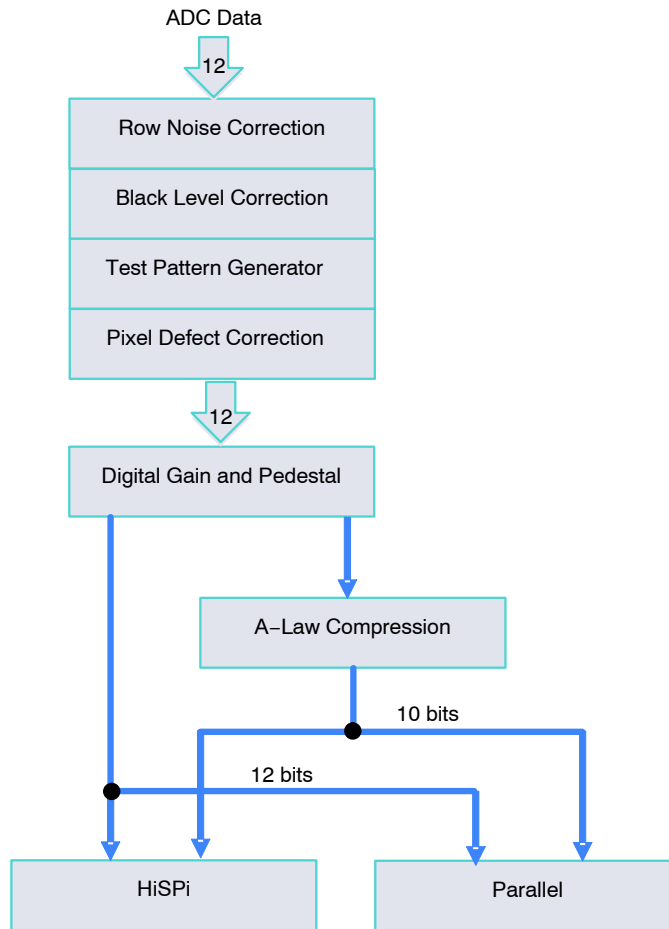 ADC Data
12
Row Noise Correction
Black Level Correction
Test Pattern Generator
Pixel Defect Correction
12
Digital Gain and Pedestal
A−Law Compression
10 bits
12 bits
HiSPi
Parallel